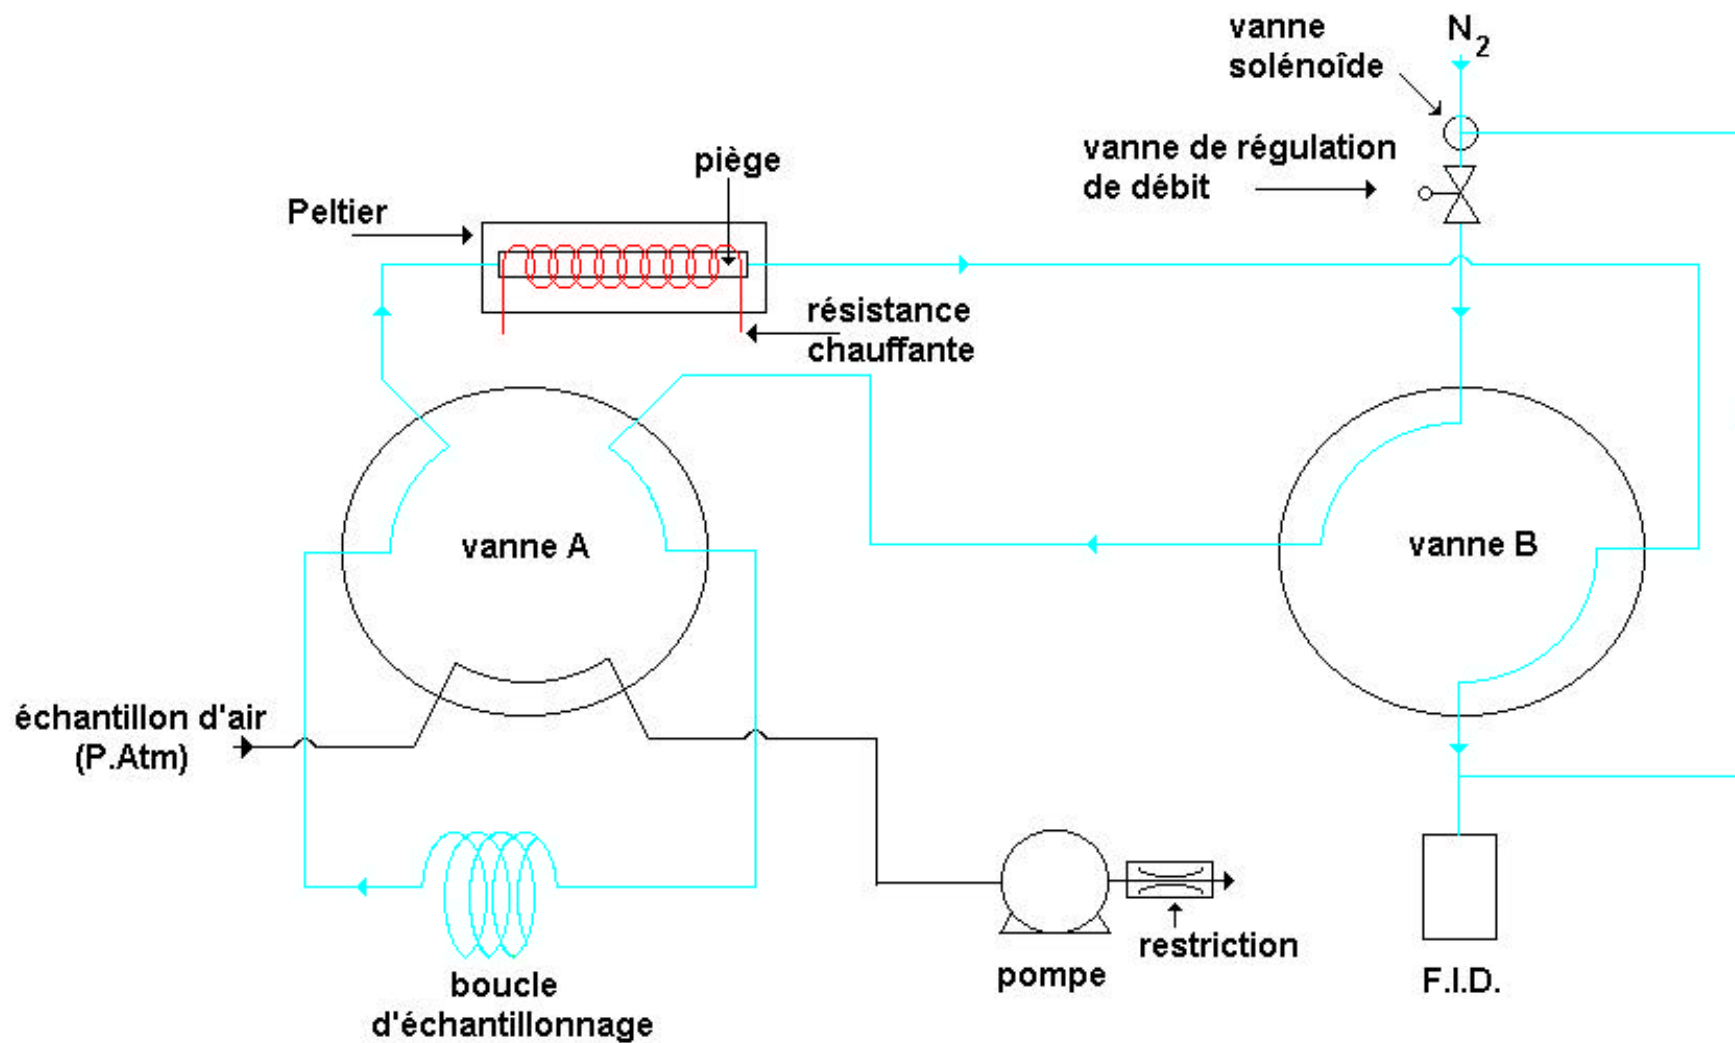 vanne
solénoîde
N2
vanne de régulation
de débit
piège
Peltier
résistance
chauffante
vanne A
vanne B
échantillon d'air
(P.Atm)
restriction
pompe
F.I.D.
boucle
d'échantillonnage